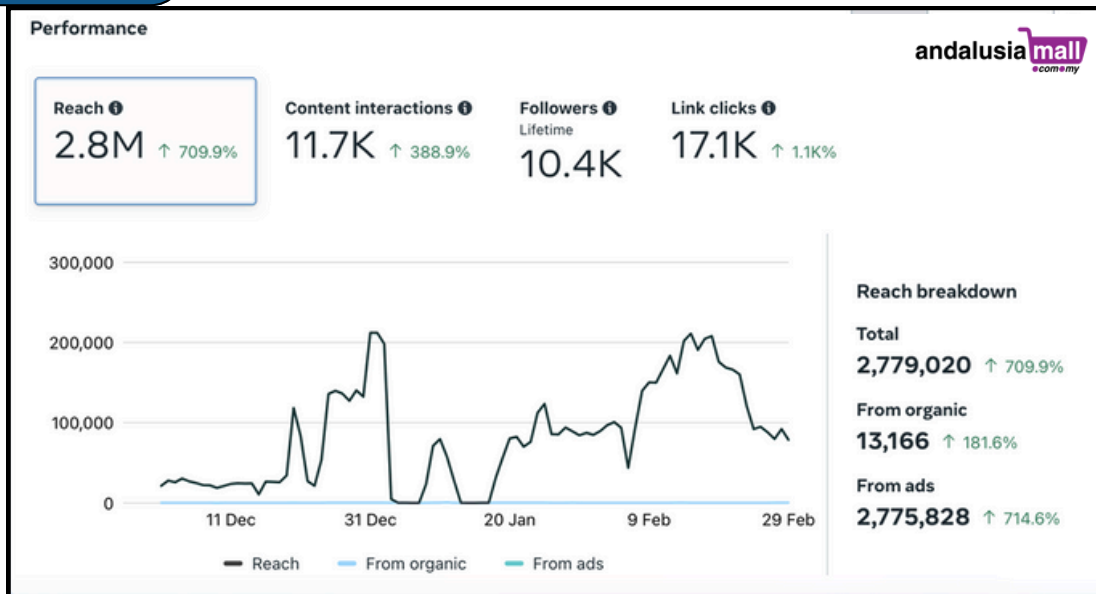 Performance
andalusia mall
com my
Reach
2.8M ↑ 709.9%
Content interactions
11.7K ↑ 388.9%
Followers
Lifetime
10.4K
Link clicks
17.1K ↑ 1.1K%
300,000
200,000
100,000
0
11 Dec 31 Dec 20 Jan 9 Feb 29 Feb
Reach From organic From ads
Reach breakdown
Total
2,779,020 ↑ 709.9%
From organic
13,166 ↑ 181.6%
From ads
2,775,828 ↑ 714.6%